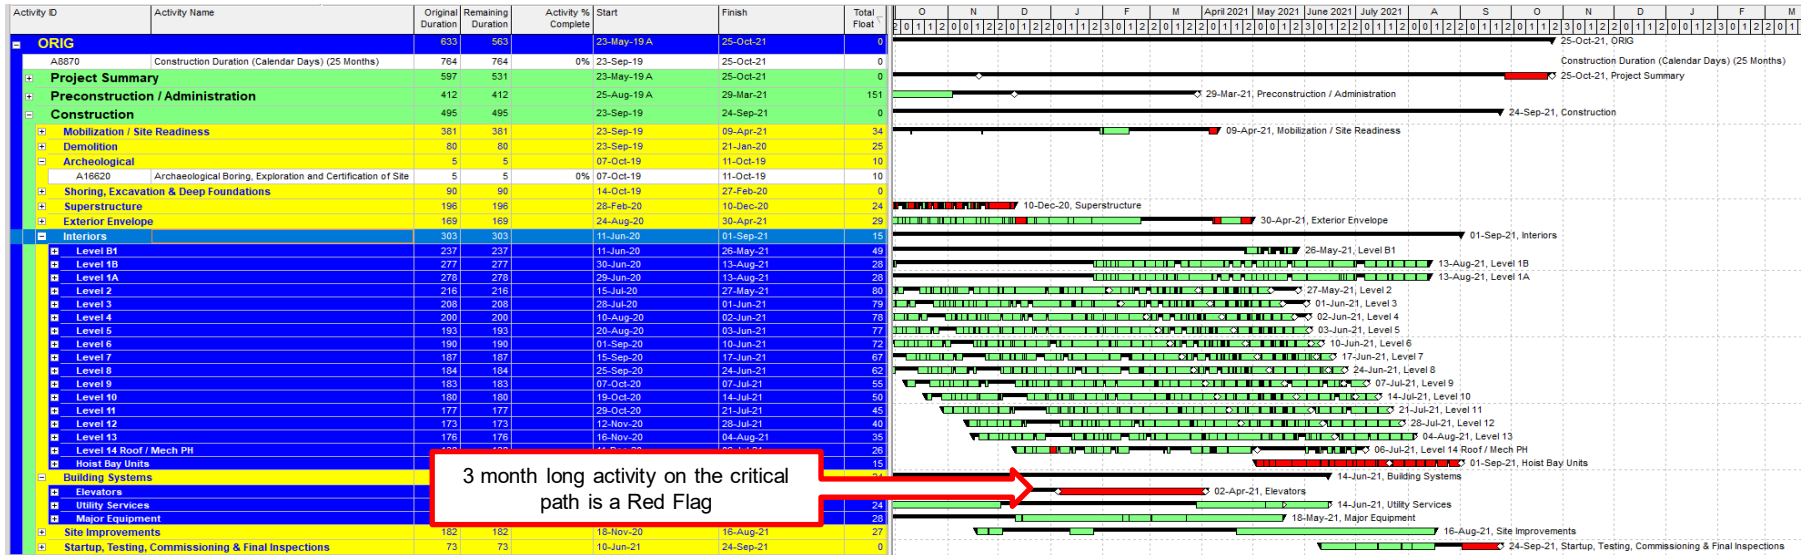 Activity ID Activity Name Original Duration Remaining Duration Activity % Complete Start Finish Total Float
O N D J F M April 2021 May 2021 June 2021 July 2021 A S O N D J F M
ORIG 633 563 23-May-19 A 25-Oct-21 0 25-Oct-21, ORIG
A8870 Construction Duration (Calendar Days) (25 Months) 764 764 0% 23-Sep-19 25-Oct-21 0 Construction Duration (Calendar Days) (25 Months)
Project Summary 597 531 23-May-19 A 25-Oct-21 0 25-Oct-21, Project Summary
Preconstruction / Administration 412 412 25-Aug-19 A 29-Mar-21 151 29-Mar-21, Preconstruction / Administration
Construction 495 495 23-Sep-19 24-Sep-21 0 24-Sep-21, Construction
Mobilization / Site Readiness 381 381 23-Sep-19 09-Apr-21 34 09-Apr-21, Mobilization / Site Readiness
Demolition 80 80 23-Sep-19 21-Jan-20 25
Archeological 5 5 07-Oct-19 11-Oct-19 10
A16620 Archaeological Boring, Exploration and Certification of Site 5 5 0% 07-Oct-19 11-Oct-19 10
Shoring, Excavation & Deep Foundations 90 90 14-Oct-19 27-Feb-20 0
Superstructure 196 196 28-Feb-20 10-Dec-20 24 10-Dec-20, Superstructure
Exterior Envelope 169 169 24-Aug-20 30-Apr-21 29 30-Apr-21, Exterior Envelope
Interiors 303 303 11-Jun-20 01-Sep-21 15 01-Sep-21, Interiors
Level B1 237 237 11-Jun-20 26-May-21 49 26-May-21, Level B1
Level 1B 277 277 30-Jun-20 13-Aug-21 28 13-Aug-21, Level 1B
Level 1A 278 278 29-Jun-20 13-Aug-21 28 13-Aug-21, Level 1A
Level 2 216 216 15-Jul-20 27-May-21 80 27-May-21, Level 2
Level 3 208 208 28-Jul-20 01-Jun-21 79 01-Jun-21, Level 3
Level 4 200 200 10-Aug-20 02-Jun-21 78 02-Jun-21, Level 4
Level 5 193 193 20-Aug-20 03-Jun-21 77 03-Jun-21, Level 5
Level 6 190 190 01-Sep-20 10-Jun-21 72 10-Jun-21, Level 6
Level 7 187 187 15-Sep-20 17-Jun-21 67 17-Jun-21, Level 7
Level 8 184 184 25-Sep-20 24-Jun-21 62 24-Jun-21, Level 8
Level 9 183 183 07-Oct-20 07-Jul-21 55 07-Jul-21, Level 9
Level 10 180 180 19-Oct-20 14-Jul-21 50 14-Jul-21, Level 10
Level 11 177 177 29-Oct-20 21-Jul-21 45 21-Jul-21, Level 11
Level 12 173 173 12-Nov-20 28-Jul-21 40 28-Jul-21, Level 12
Level 13 176 176 16-Nov-20 04-Aug-21 35 04-Aug-21, Level 13
Level 14 Roof / Mech PH 26 06-Jul-21, Level 14 Roof / Mech PH
Hoist Bay Units 15 01-Sep-21, Hoist Bay Units
Building Systems 14-Jun-21, Building Systems
Elevators 02-Apr-21, Elevators
Utility Services 24 14-Jun-21, Utility Services
Major Equipment 28 18-May-21, Major Equipment
Site Improvements 182 182 18-Nov-20 16-Aug-21 27 16-Aug-21, Site Improvements
Startup, Testing, Commissioning & Final Inspections 73 73 10-Jun-21 24-Sep-21 0 24-Sep-21, Startup, Testing, Commissioning & Final Inspections
3 month long activity on the critical
path is a Red Flag